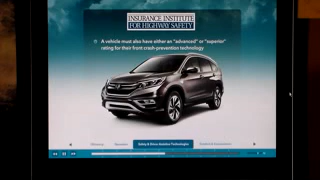 INSURANCE INSTITUTE
FOR HIGHWAY SAFETY
A vehicle must also have either an "advanced" or "superior"
rating for their front crash-prevention technology
Safety & Driver-Assistive Technologies